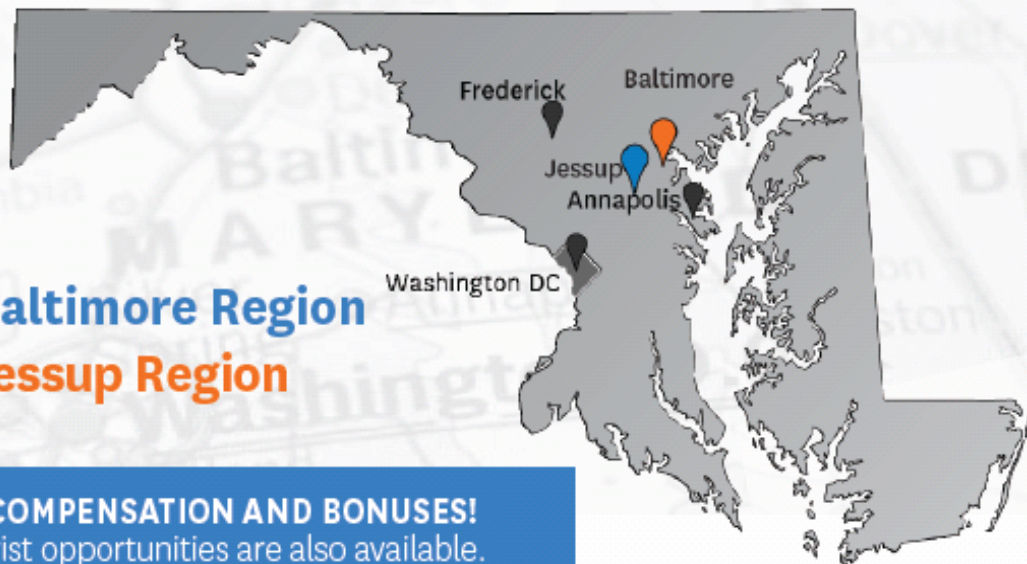 Frederick
Baltimore
Jessup
Annapolis
Washington DC
altimore Region
essup Region
COMPENSATION AND BONUSES!
ist opportunities are also available.